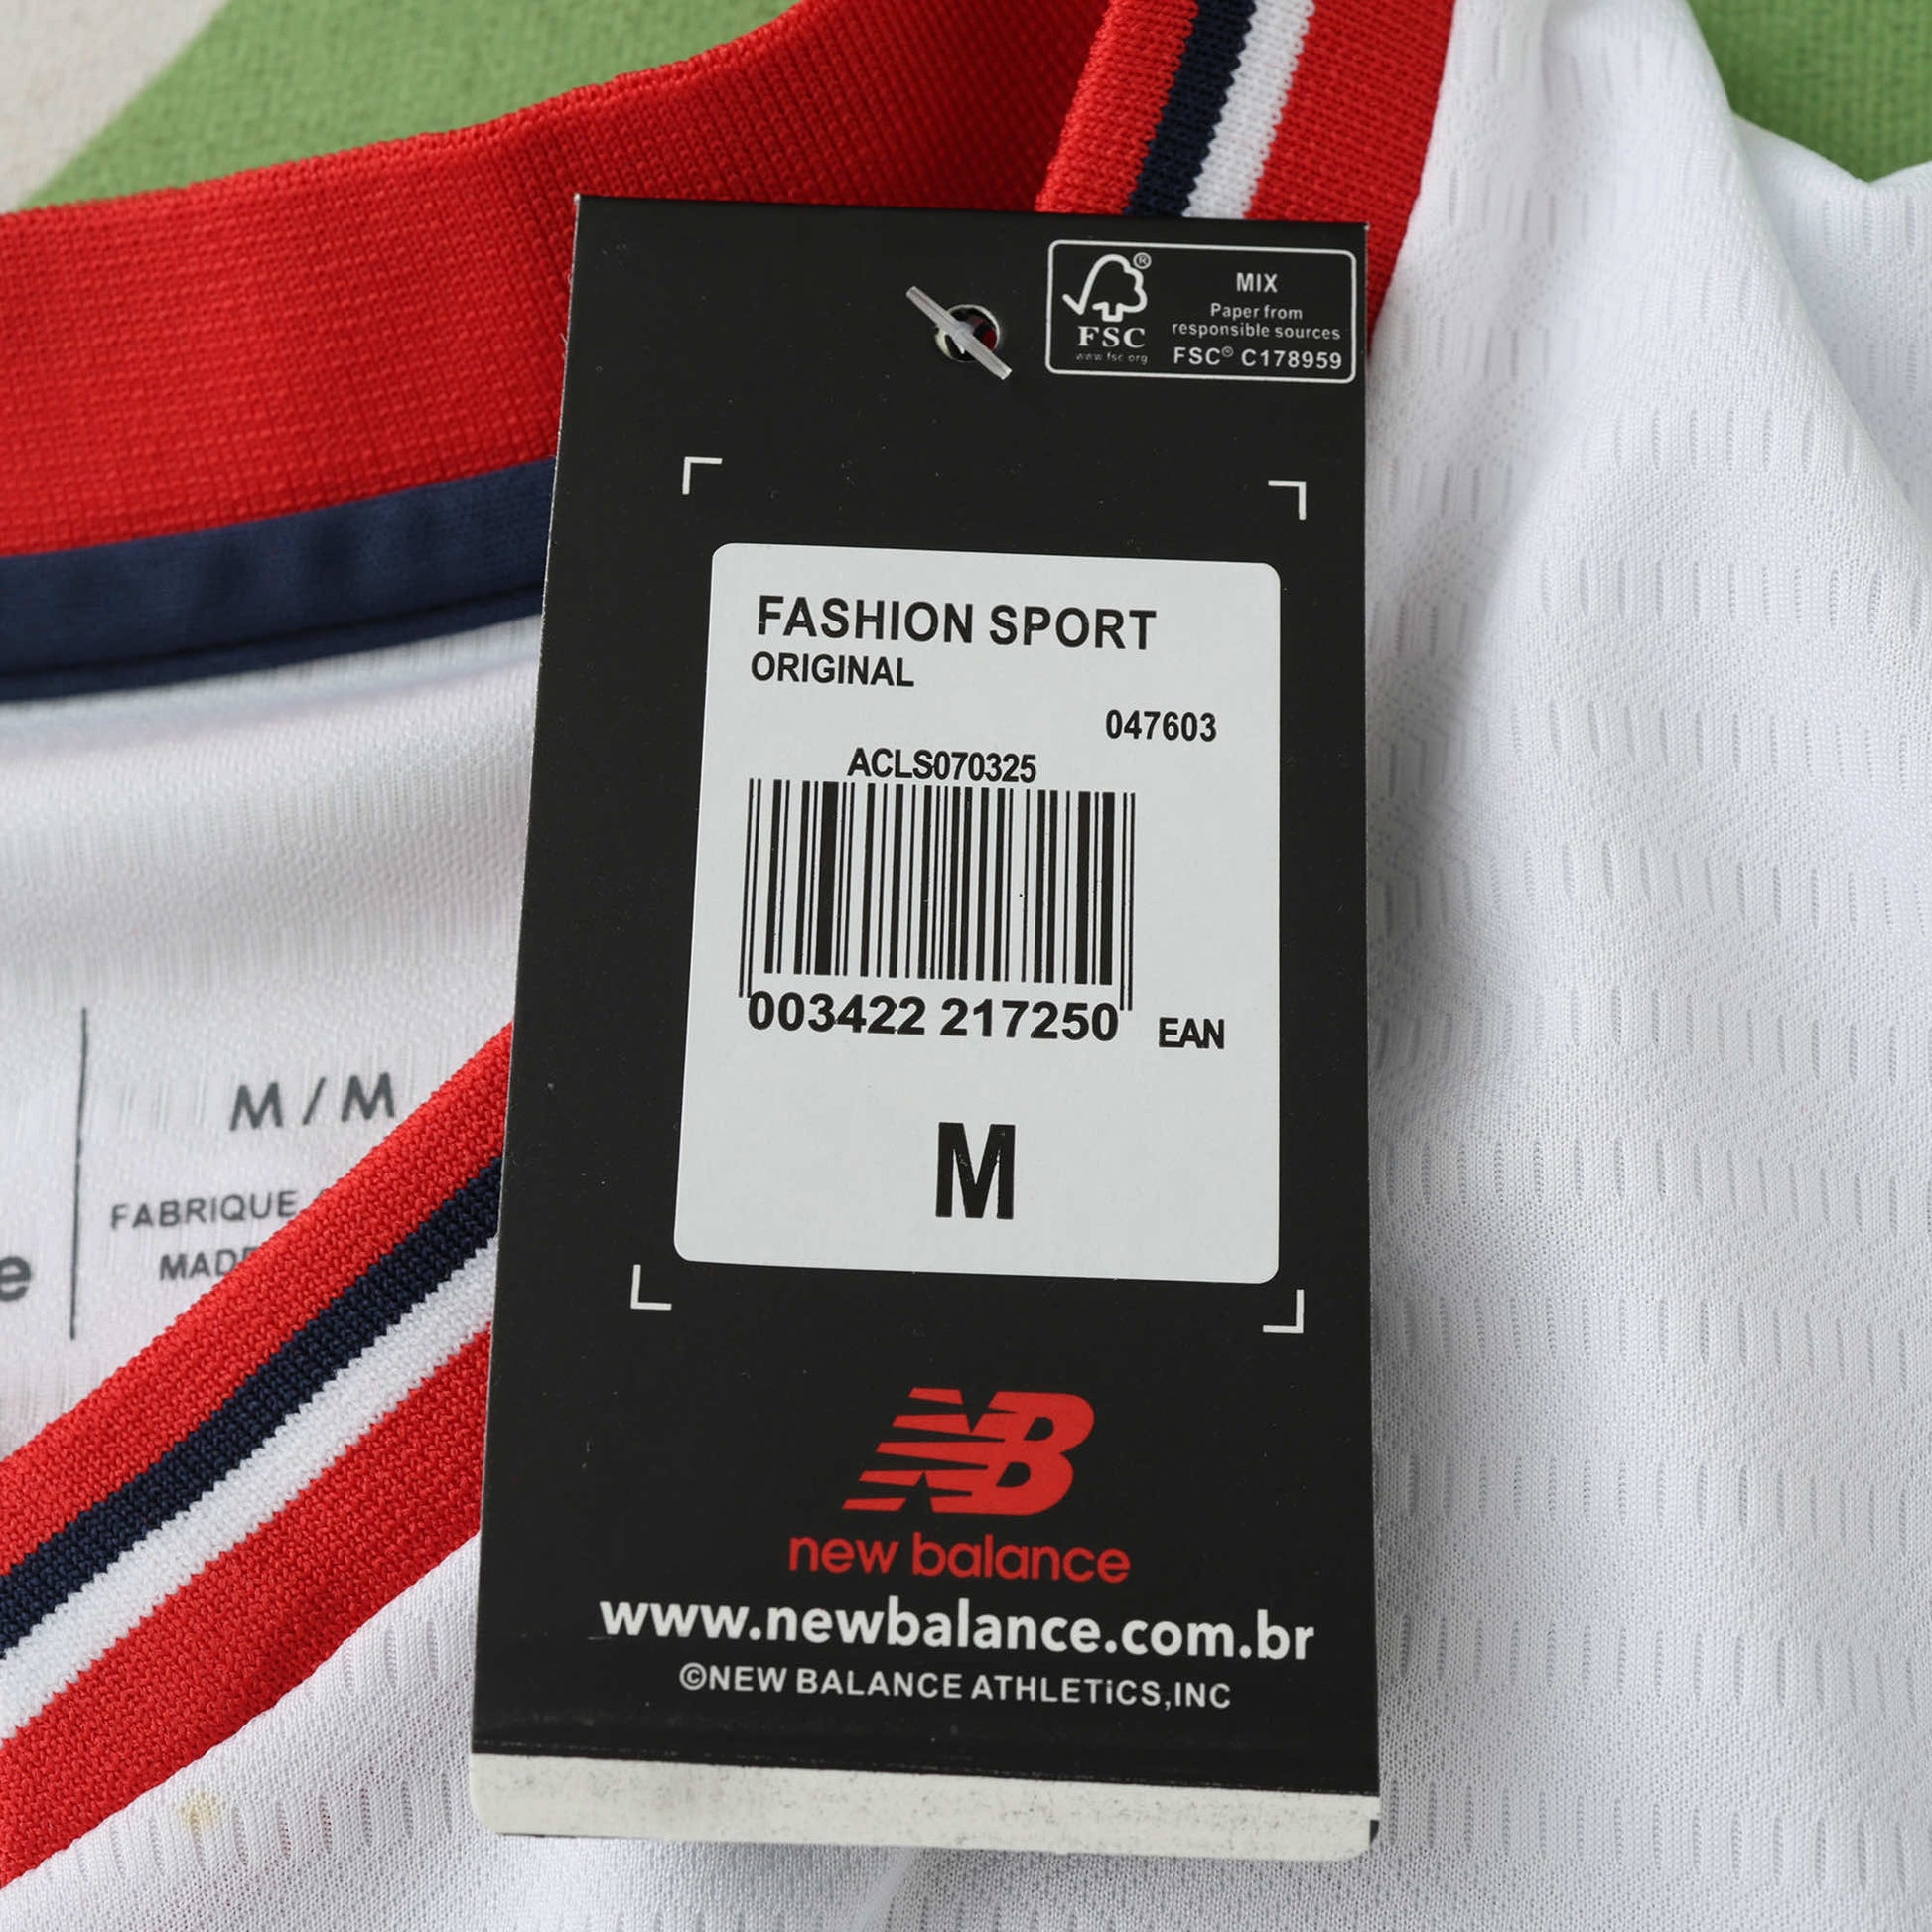 FSC®
www.fsc.org
MIX
Paper from
responsible sources
FSC® C178959
FASHION SPORT
ORIGINAL
047603
ACLS070325
003422 217250
EAN
M
NB
new balance
www.newbalance.com.br
©NEW BALANCE ATHLETiCS,INC
M/M
FABRIQUE